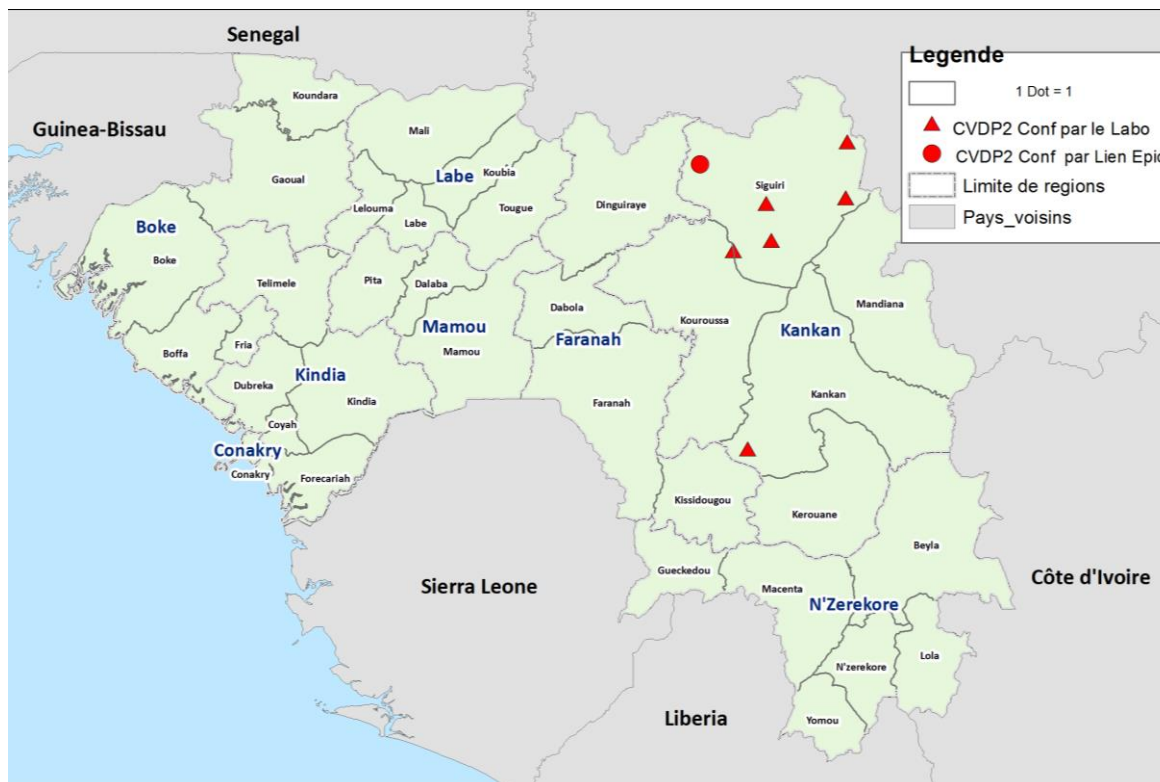 Senegal
Legende
1 Dot = 1
CVDP2 Conf par le Labo
CVDP2 Conf par Lien Epid
Limite de regions
Pays_voisins
Guinea-Bissau
Koundara
Mali
Gaoual
Labe
Koubia
Siguiri
Lelouma
Labe
Tougue
Dinguiraye
Boke
Boke
Telimele
Pita
Dalaba
Dabola
Kouroussa
Mandiana
Mamou
Mamou
Faranah
Kankan
Fria
Boffa
Kindia
Dubreka
Kindia
Faranah
Kankan
Coyah
Conakry
Conakry
Forecariah
Kissidougou
Kerouane
Beyla
Gueckedou
Sierra Leone
Macenta
N'Zerekore
Côte d'Ivoire
Lola
N'zerekore
Liberia
Yomou